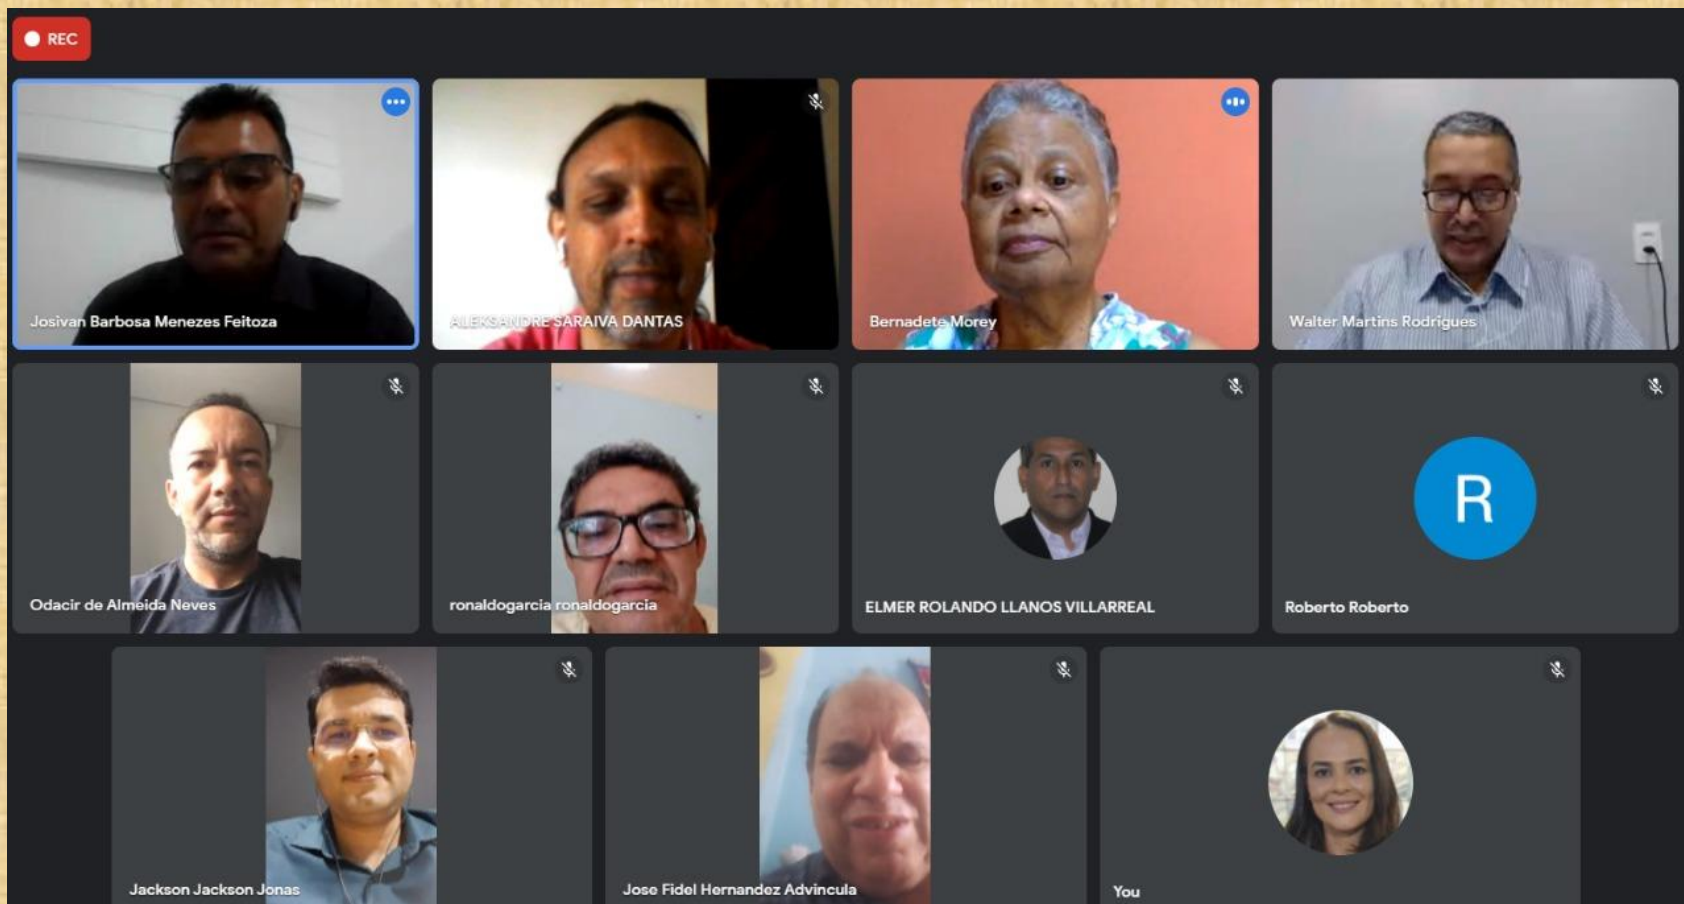 REC
Josivan Barbosa Menezes Feitoza
ALEKSANDRE SARAIVA DANTAS
Bernadete Morey
Walter Martins Rodrigues
Odacir de Almeida Neves
ronaldogarcia ronaldogarcia
ELMER ROLANDO LLANOS VILLARREAL
R
Roberto Roberto
Jackson Jackson Jonas
Jose Fidel Hernandez Advincula
You